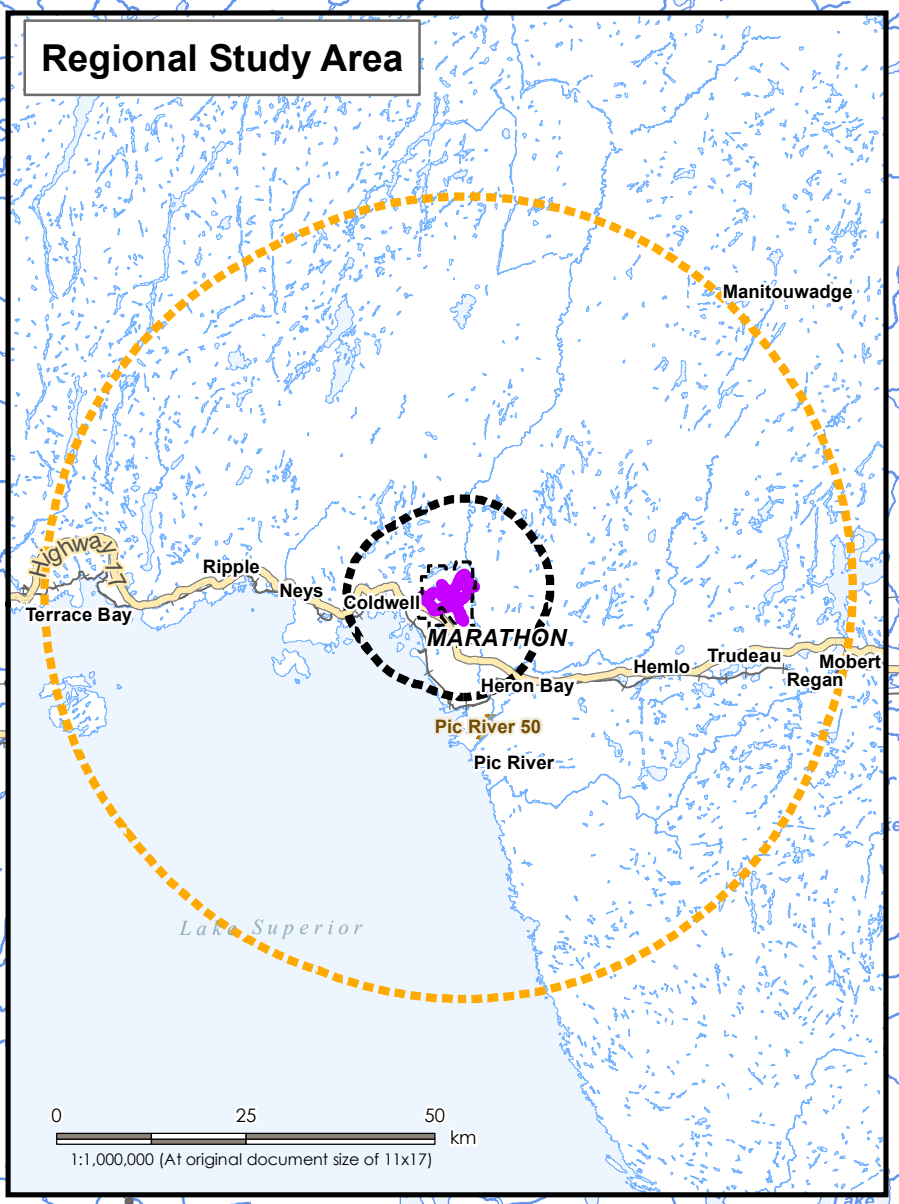 Regional Study Area
Manitouwadge
Highway 17
Ripple
Neys
Coldwell
Terrace Bay
MARATHON
Trudeau
Hemlo
Mobert
Regan
Heron Bay
Pic River 50
Pic River
Lake Superior
0 25 50
km
1:1,000,000 (At original document size of 11x17)
Lake